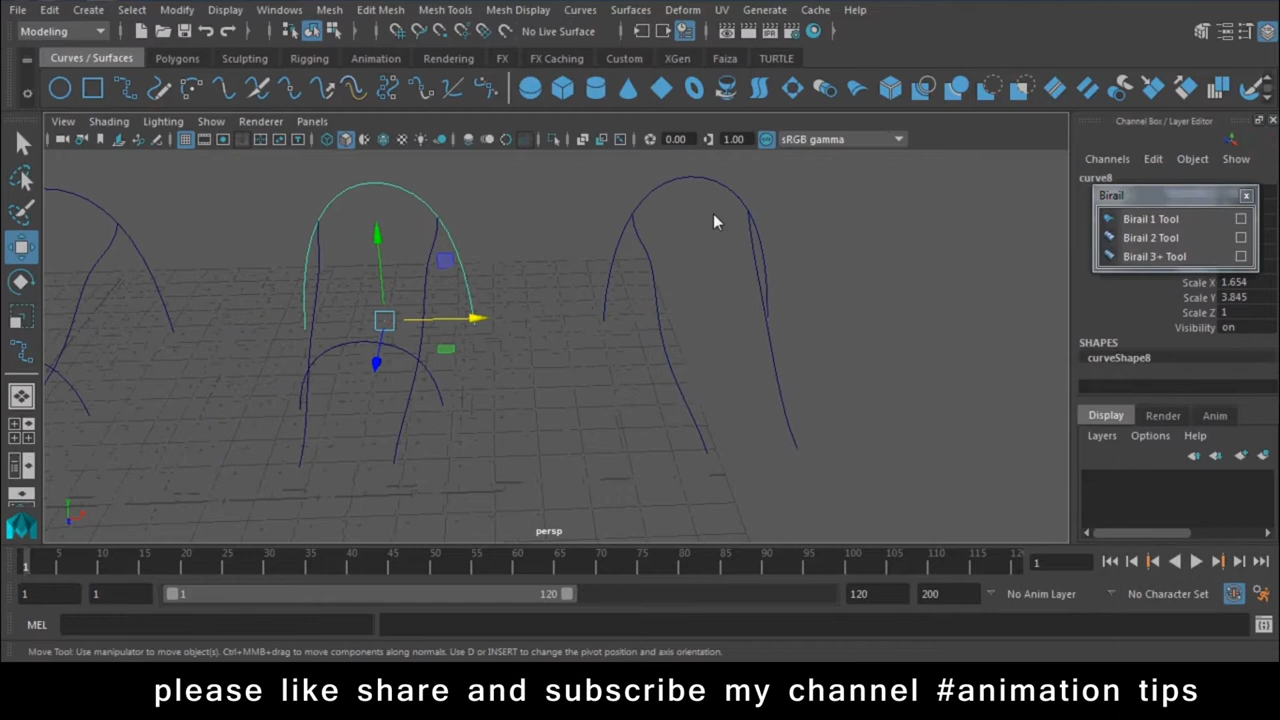 File Edit Create Select Modify Display Windows Mesh Edit Mesh Mesh Tools Mesh Display Curves Surfaces Deform UV Generate Cache Help
Modeling No Live Surface
Curves / Surfaces Polygons Sculpting Rigging Animation Rendering FX FX Caching Custom XGen Faiza TURTLE
View Shading Lighting Show Renderer Panels
0.00 1.00 sRGB gamma
Channel Box / Layer Editor
Channels Edit Object Show
curve8
Birail
Birail 1 Tool
Birail 2 Tool
Birail 3+ Tool
Scale X 1.654
Scale Y 3.845
Scale Z 1
Visibility on
SHAPES
curveShape8
Display Render Anim
Layers Options Help
persp
5 10 15 20 25 30 35 40 45 50 55 60 65 70 75 80 85 90 95 100 105 110 115 12
1 1
1 1 1 120 120 200 No Anim Layer No Character Set
MEL
Move Tool: Use manipulator to move object(s). Ctrl+MMB+drag to move components along normals. Use D or INSERT to change the pivot position and axis orientation.
please like share and subscribe my channel #animation tips